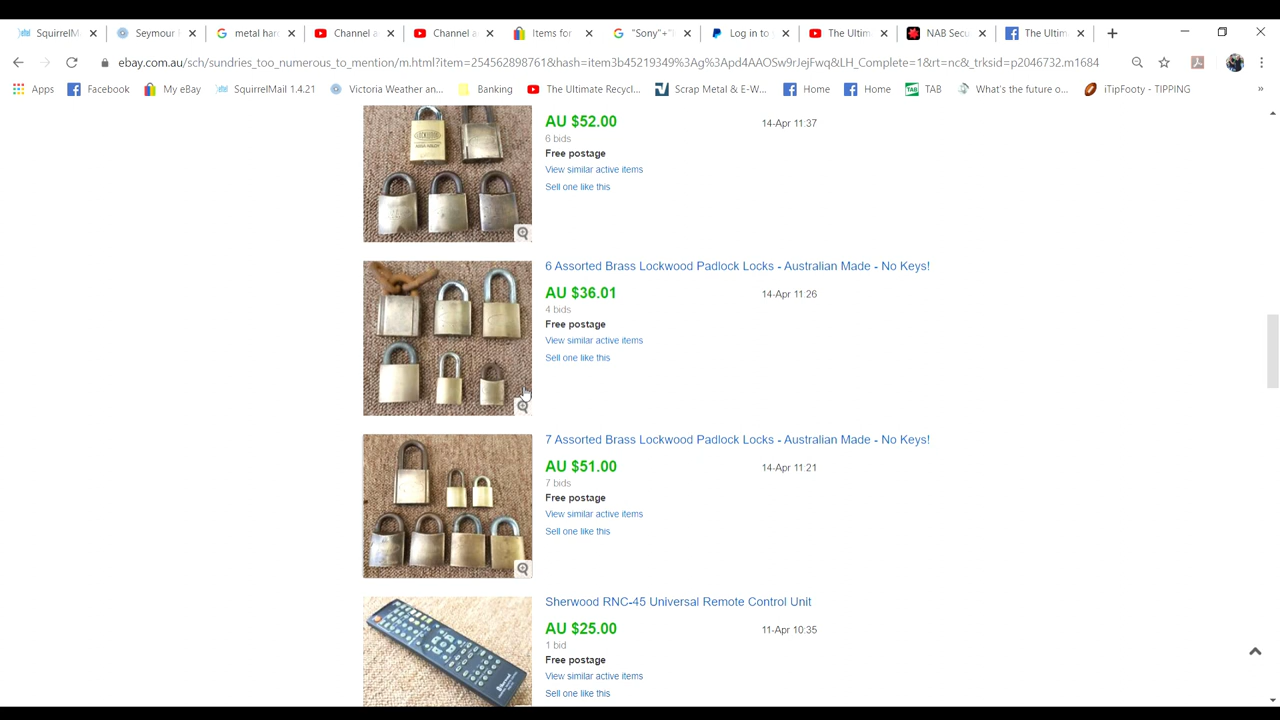 SquirrelM
Seymour
metal han
Channel a
Channel a
Items for
"Sony"+"
Log in to
The Ultim
NAB Secu
The Ultim
ebay.com.au/sch/sundries_too_numerous_to_mention/m.html?item=254562898761&hash=item3b45219349%3Ag%3Apd4AAOSw9rJejFwq&LH_Complete=1&rt=nc&_trksid=p2046732.m1684
Apps
Facebook
My eBay
SquirrelMail 1.4.21
Victoria Weather an...
Banking
The Ultimate Recycl...
Scrap Metal & E-W...
Home
Home
TAB
What's the future o...
iTipFooty - TIPPING
»
AU $52.00
14-Apr 11:37
6 bids
Free postage
View similar active items
Sell one like this
LOCKWOOD
6 Assorted Brass Lockwood Padlock Locks - Australian Made - No Keys!
AU $36.01
14-Apr 11:26
4 bids
Free postage
View similar active items
Sell one like this
7 Assorted Brass Lockwood Padlock Locks - Australian Made - No Keys!
AU $51.00
14-Apr 11:21
7 bids
Free postage
View similar active items
Sell one like this
Sherwood RNC-45 Universal Remote Control Unit
AU $25.00
11-Apr 10:35
1 bid
Free postage
View similar active items
Sell one like this